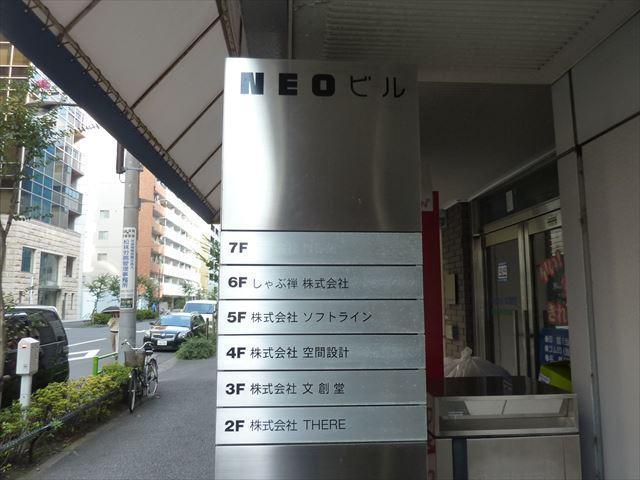 NEOビル
7F
6F しゃぶ禅 株式会社
5F 株式会社 ソフトライン
4F 株式会社 空間設計
3F 株式会社 文創堂
2F 株式会社 THERE